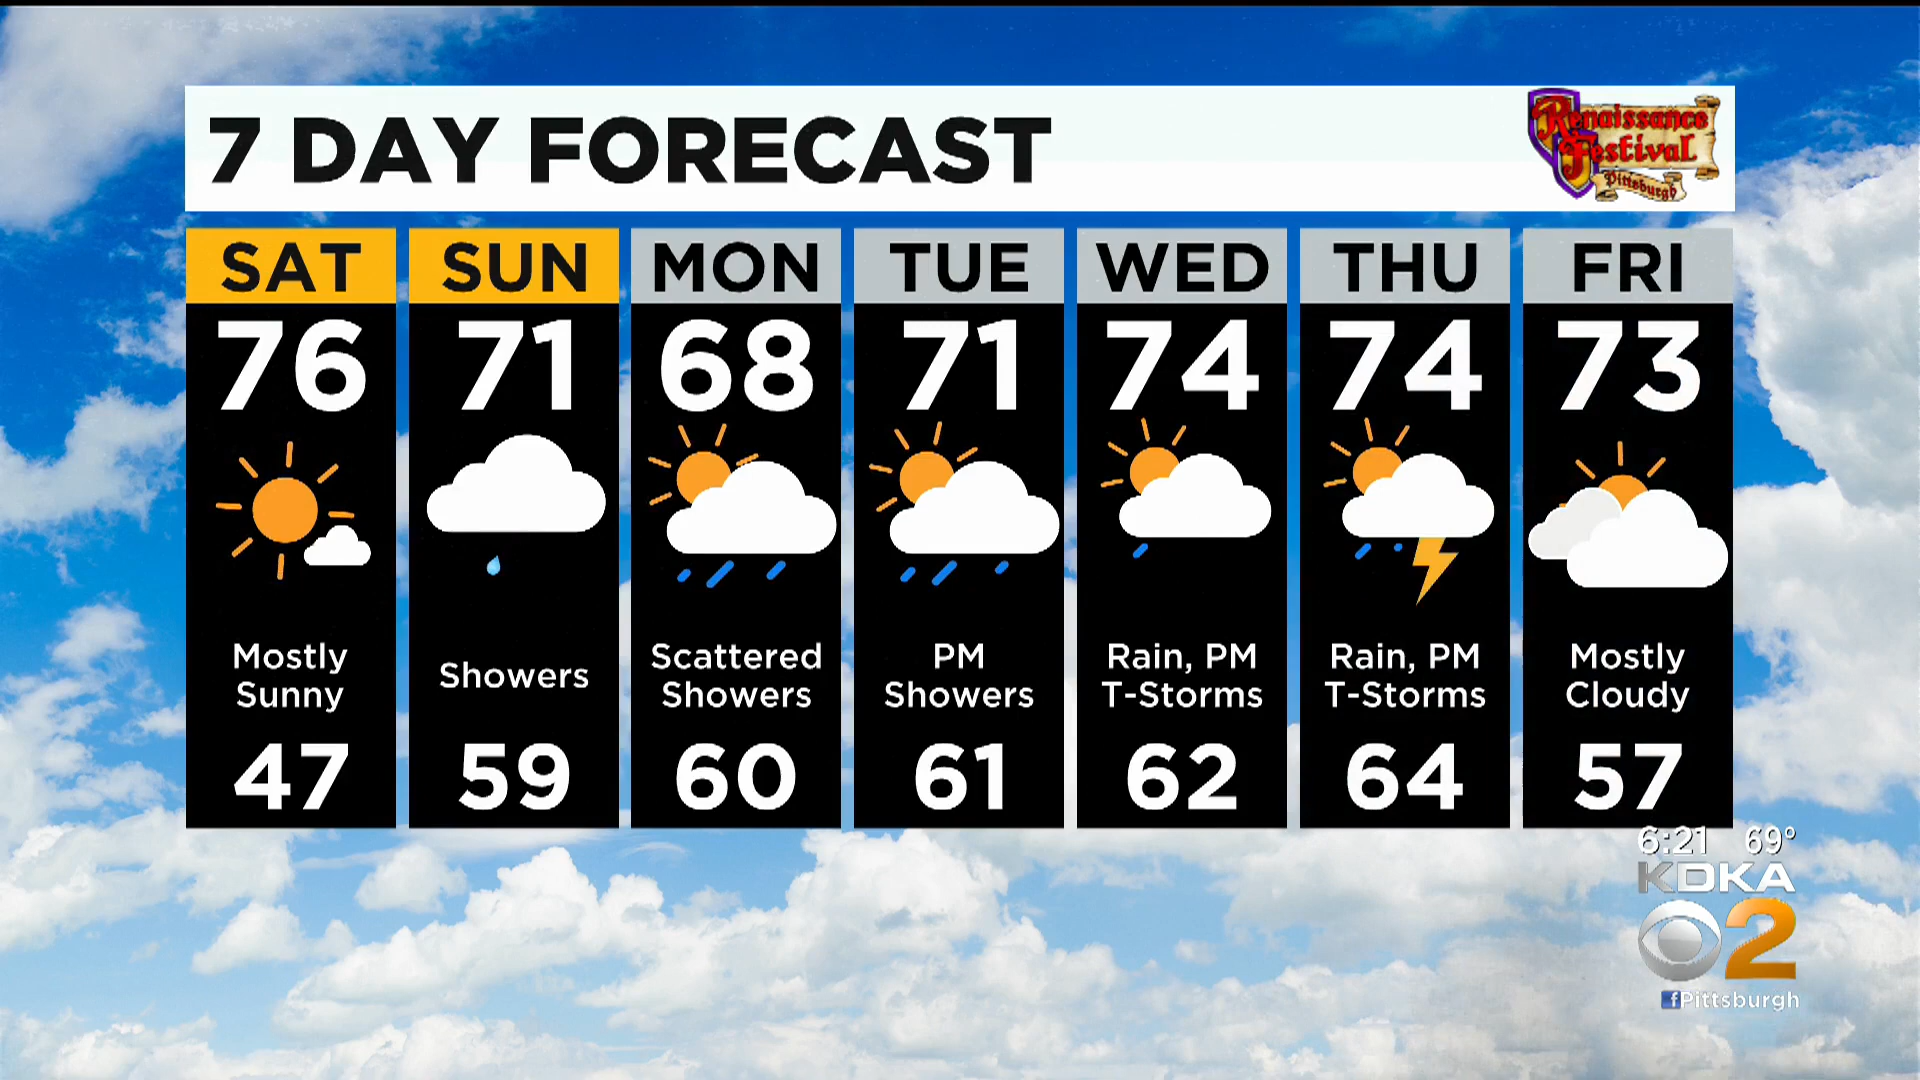 7 DAY FORECAST
Renaissance
Festival
Pittsburgh
SAT SUN MON TUE WED THU FRI
76 71 68 71 74 74 73
Mostly Sunny
Showers
Scattered Showers
PM Showers
Rain, PM T-Storms
Rain, PM T-Storms
Mostly Cloudy
47 59 60 61 62 64 57
6:21 69°
KDKA
2
fPittsburgh